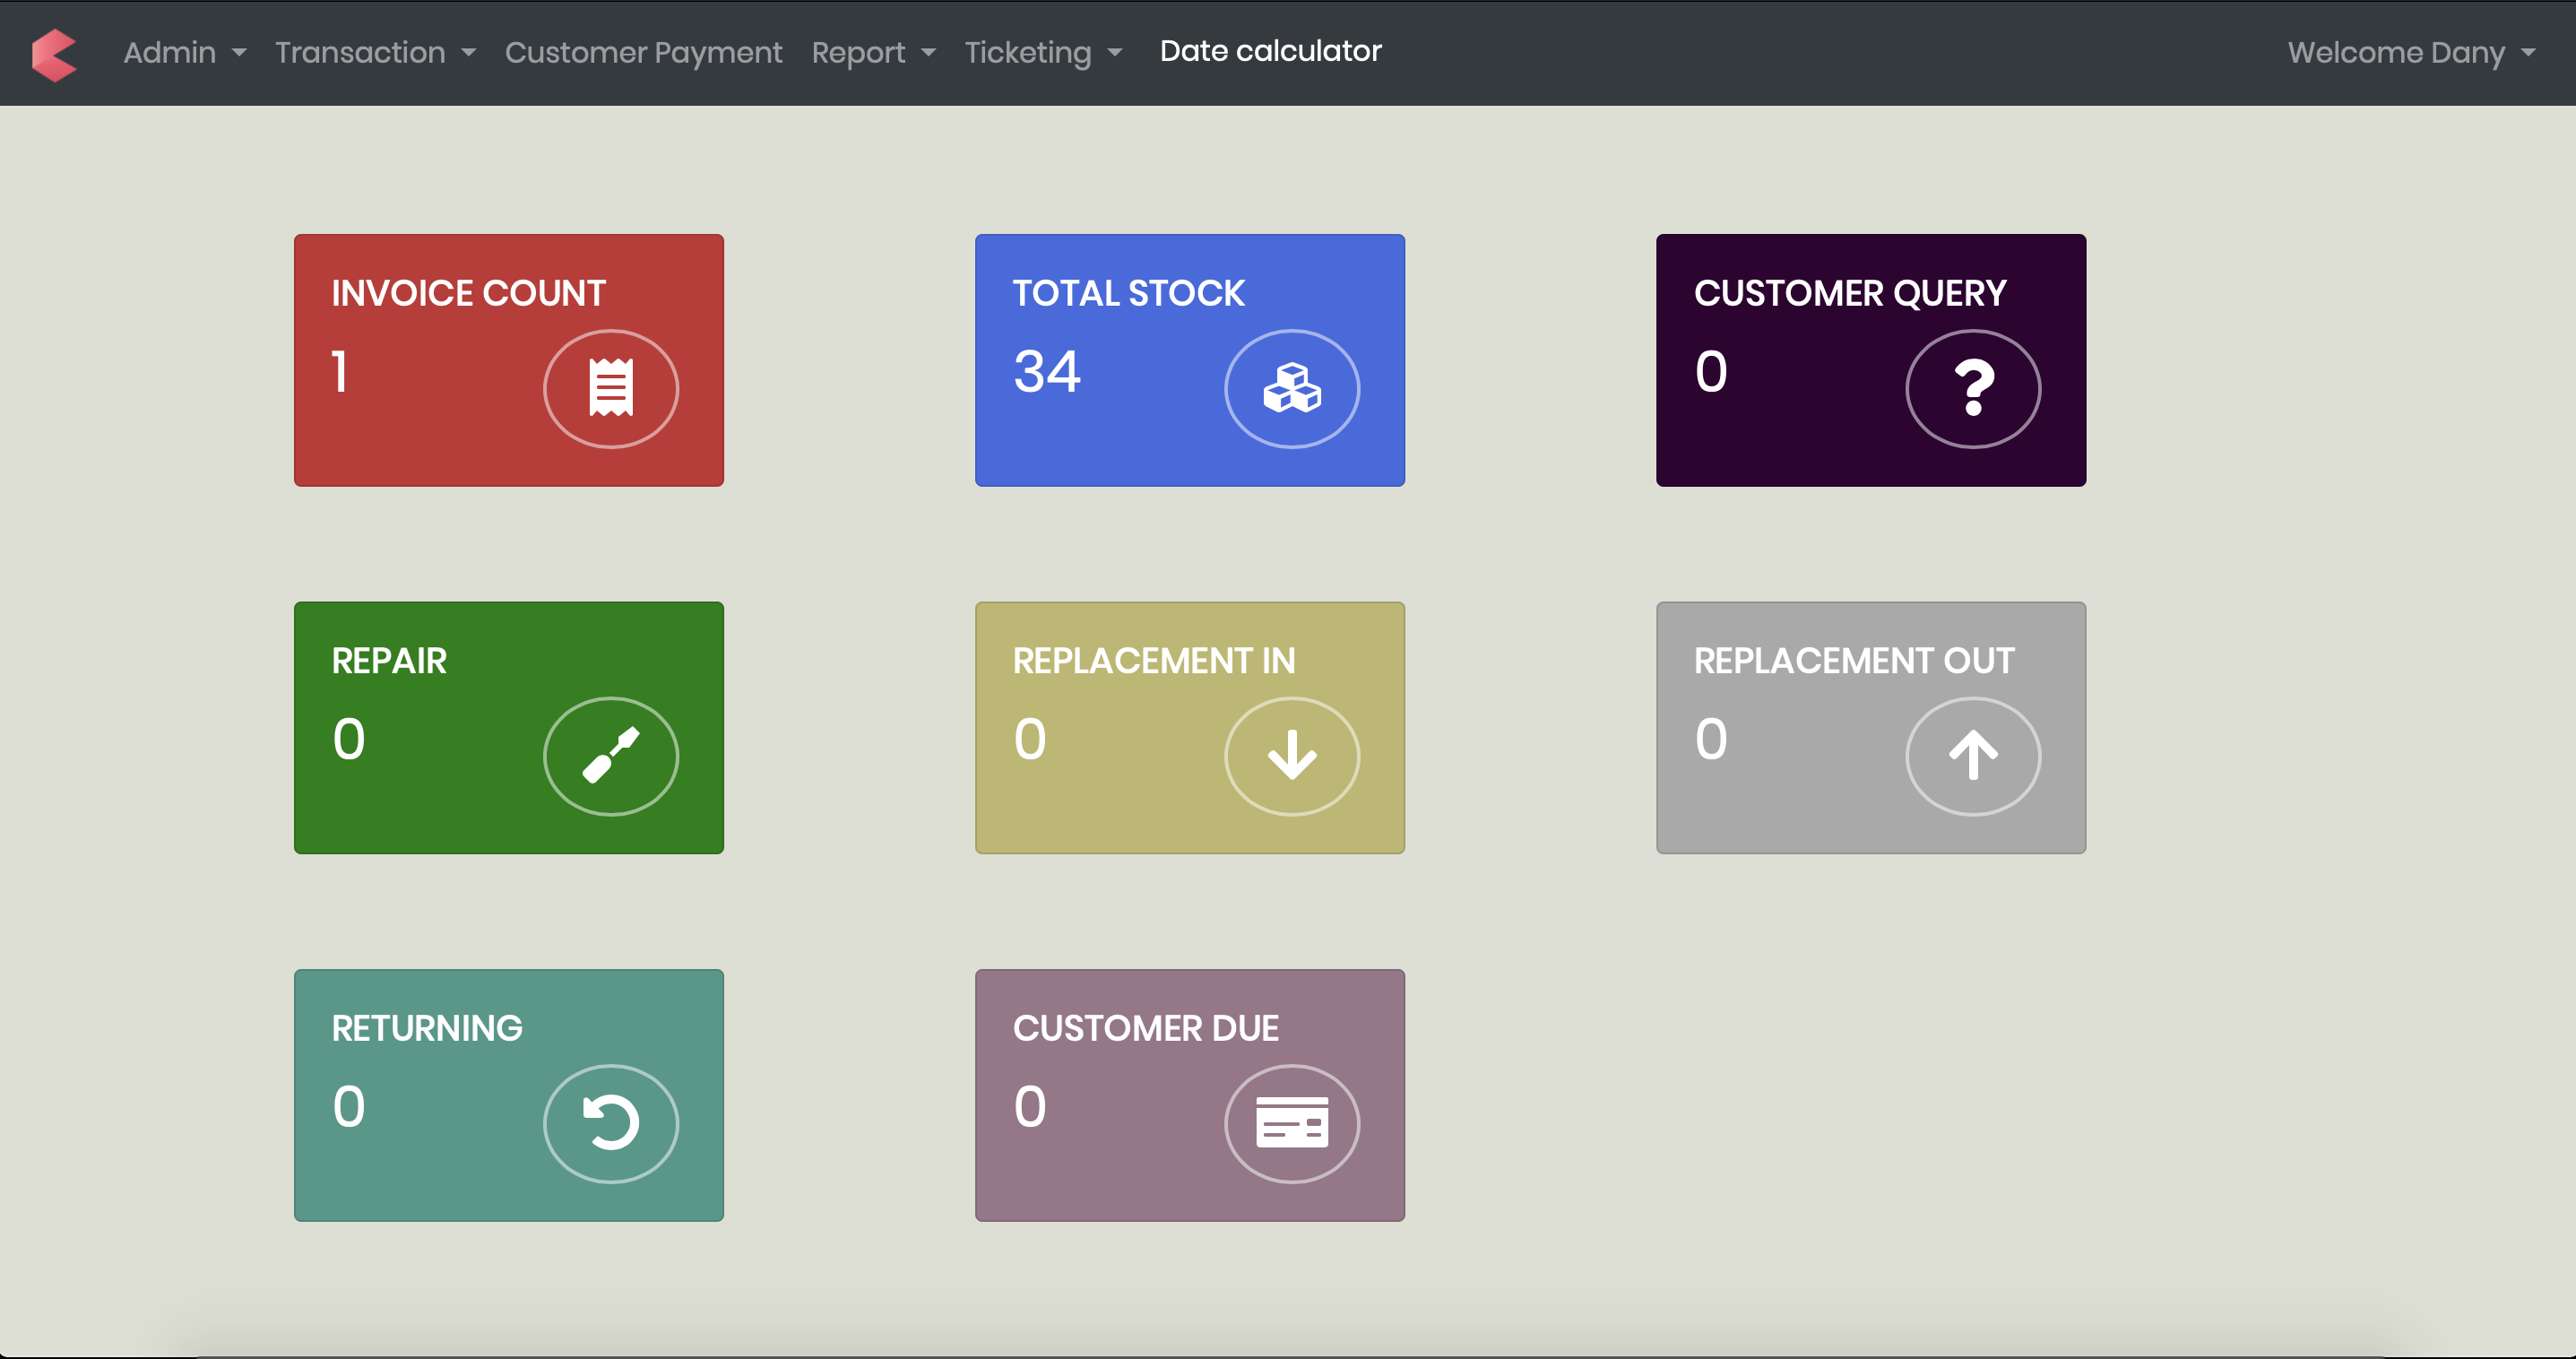 Admin Transaction Customer Payment Report Ticketing Date calculator Welcome Dany
INVOICE COUNT
1
TOTAL STOCK
34
CUSTOMER QUERY
0
REPAIR
0
REPLACEMENT IN
0
REPLACEMENT OUT
0
RETURNING
0
CUSTOMER DUE
0